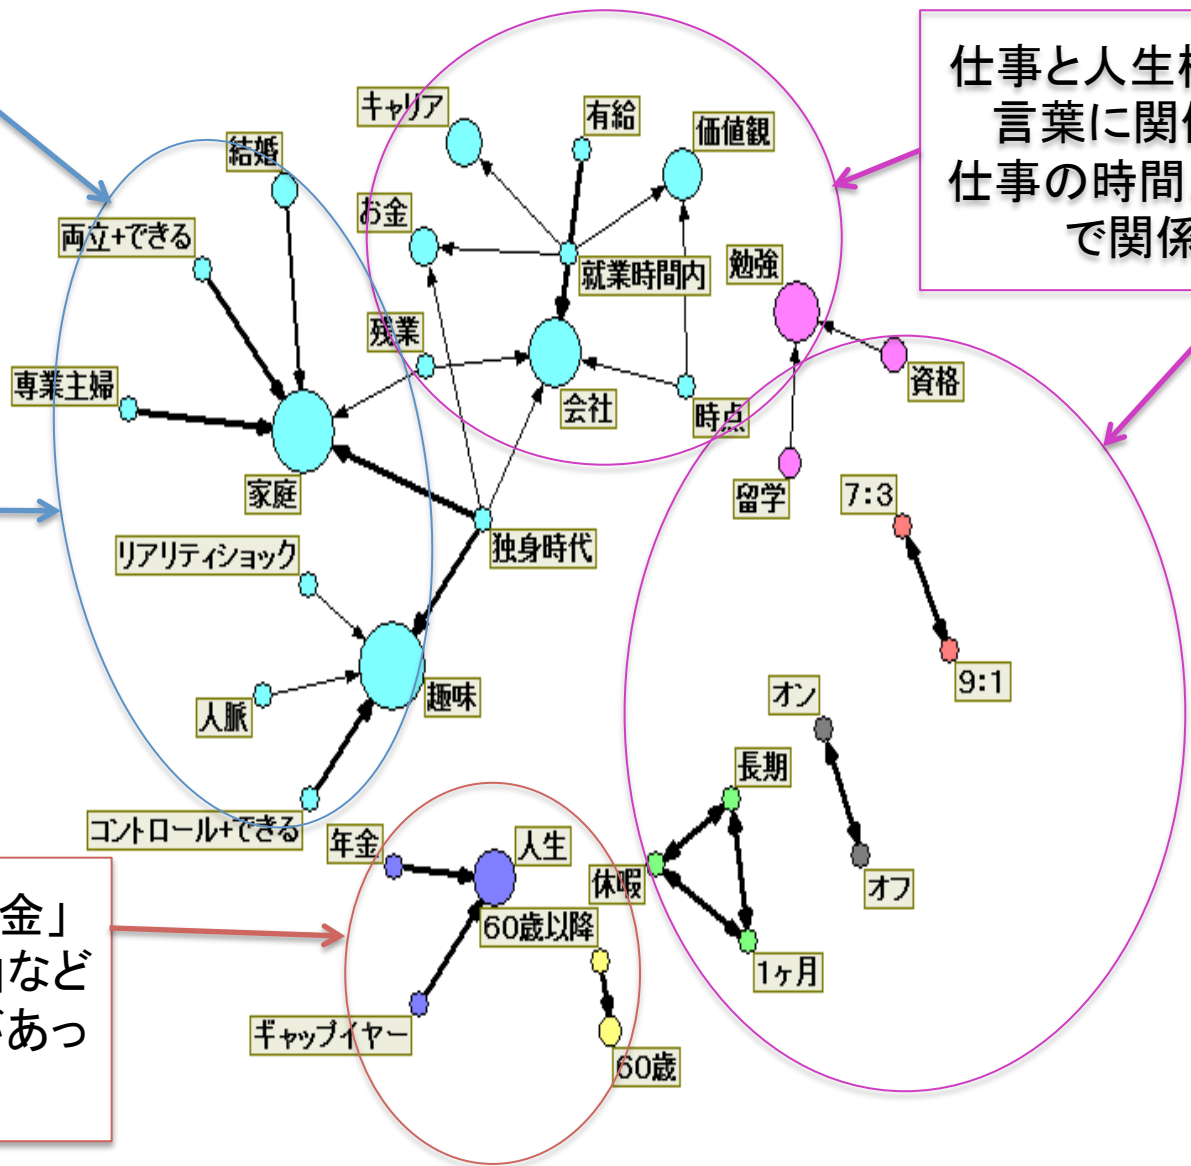 仕事と人生
言葉に関
仕事の時間
で関係
キャリア
有給
価値観
結婚
お金
両立+できる
就業時間内
勉強
残業
専業主婦
会社
時点
資格
家庭
留学
7:3
リアリティショック
独身時代
人脈
趣味
オン
9:1
長期
コントロール+できる
年金
人生
休暇
オフ
60歳以降
1ヶ月
ギャップイヤー
60歳
金」
など
があっ